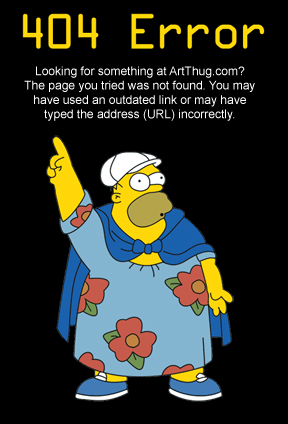 404 Error
Looking for something at ArtThug.com?
The page you tried was not found. You may
have used an outdated link or may have
typed the address (URL) incorrectly.